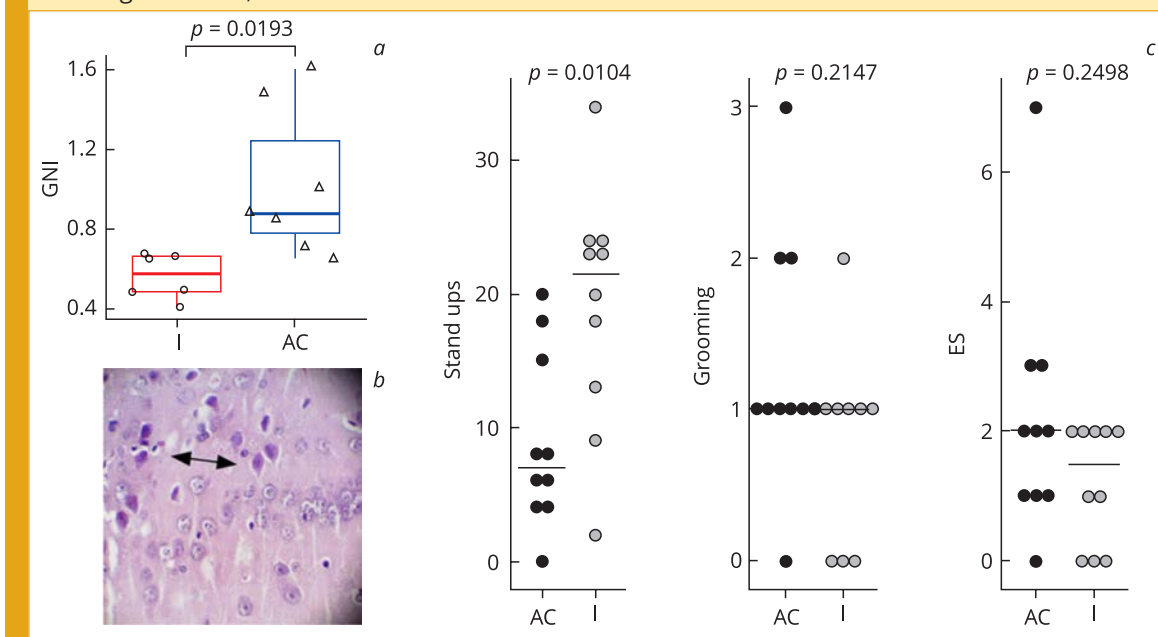 p = 0.0193
a
1.6
1.2
0.8
0.4
GNI
I
AC
b
c
p = 0.0104
30
20
10
0
Stand ups
AC
I
p = 0.2147
3
2
1
0
Grooming
AC
I
p = 0.2498
6
4
2
0
ES
AC
I